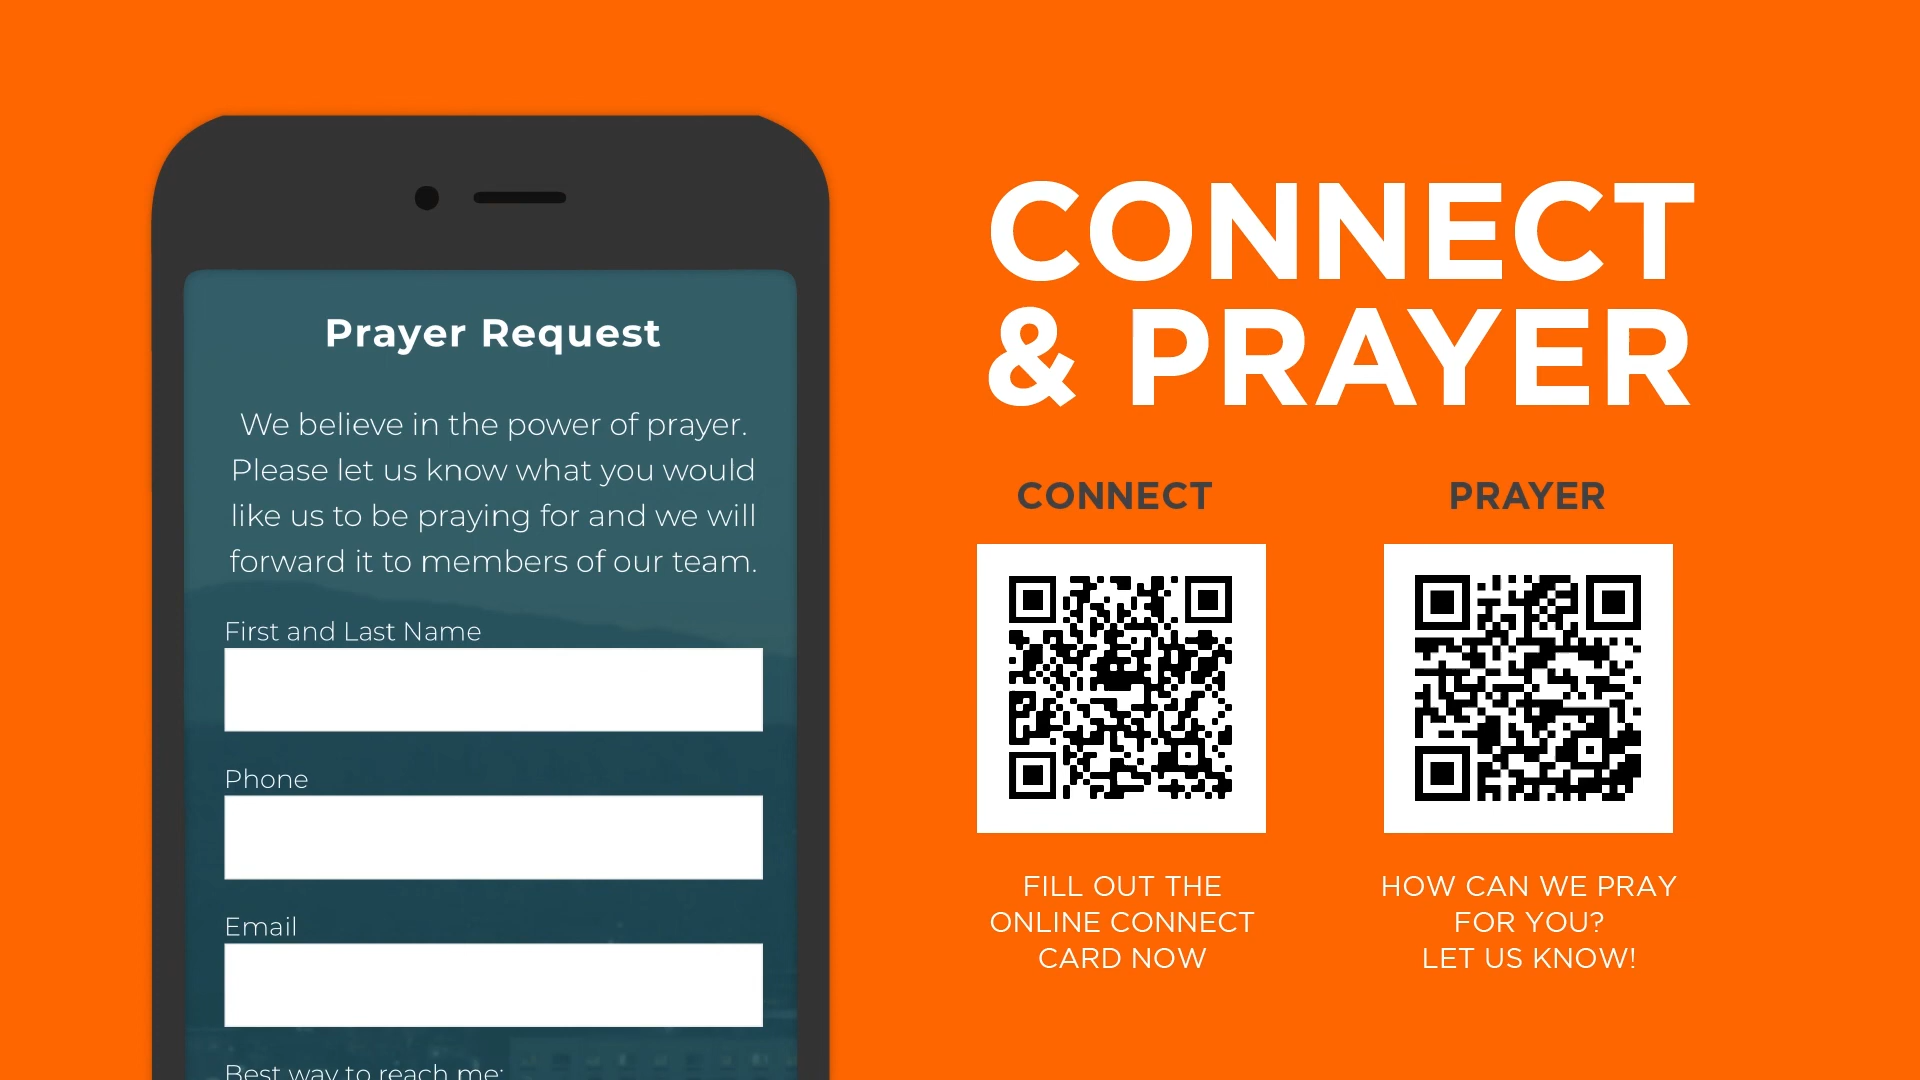 Prayer Request
We believe in the power of prayer.
Please let us know what you would
like us to be praying for and we will
forward it to members of our team.
First and Last Name
Phone
Email
Best way to reach me:
CONNECT
& PRAYER
CONNECT
FILL OUT THE
ONLINE CONNECT
CARD NOW
PRAYER
HOW CAN WE PRAY
FOR YOU?
LET US KNOW!